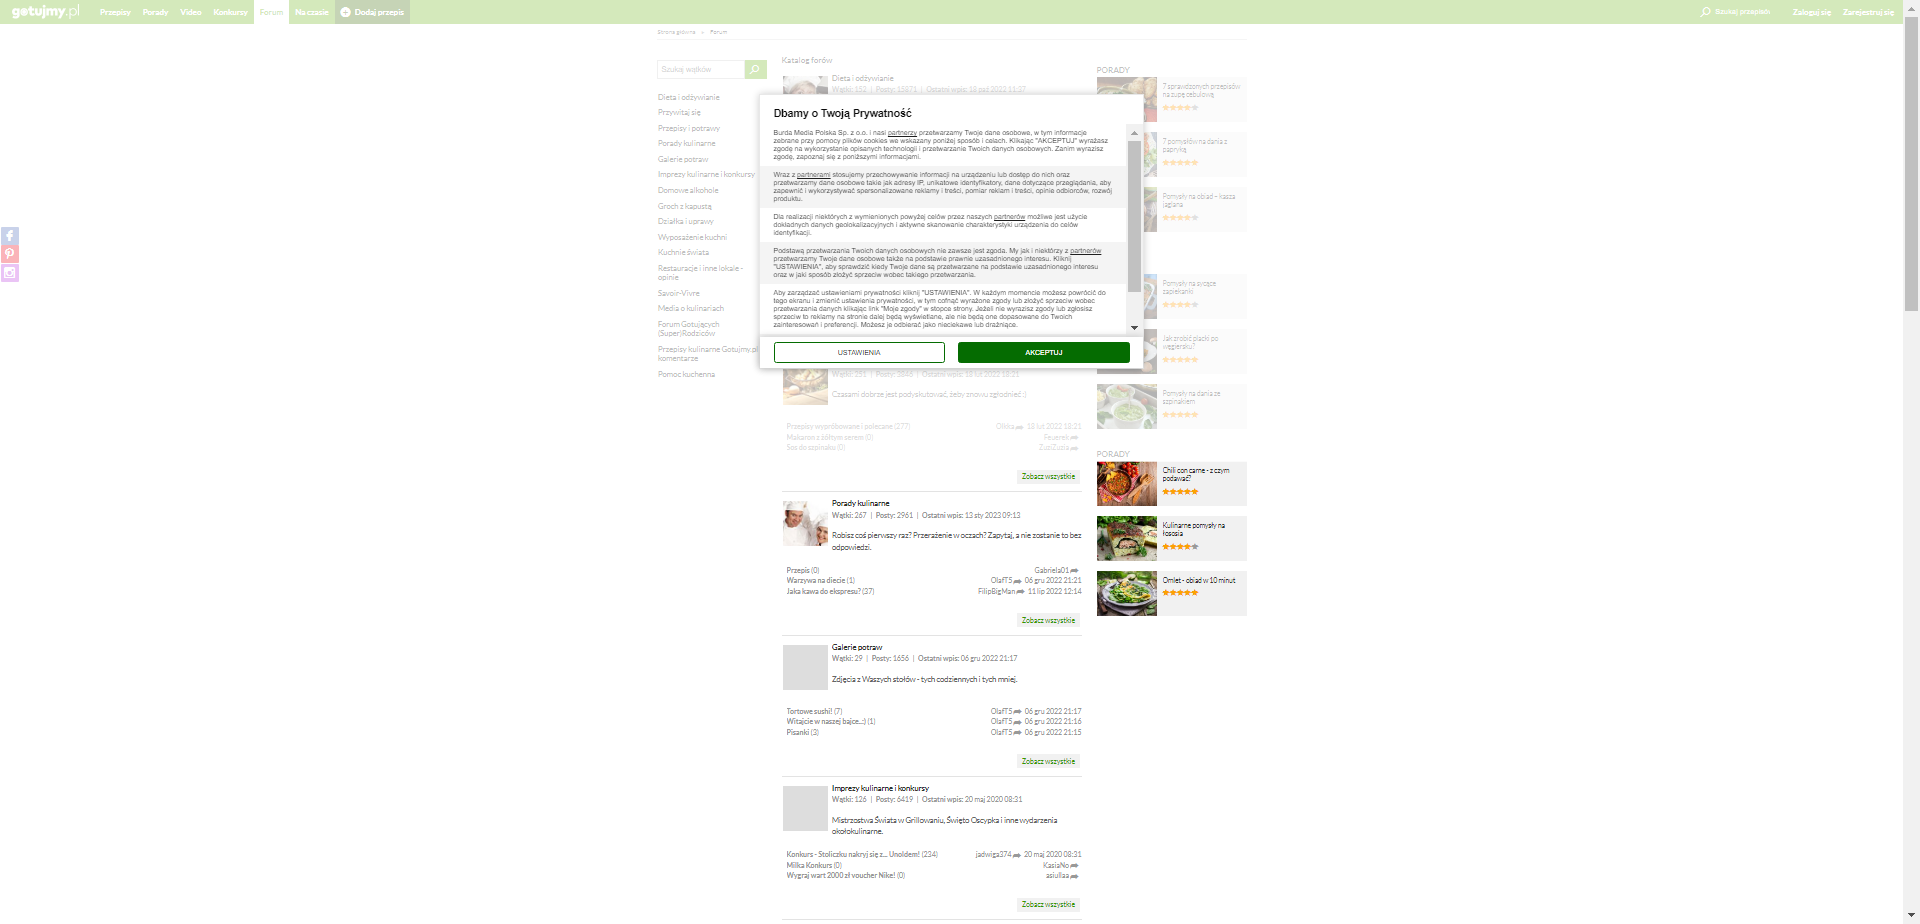 gotujmy.pl
Przepisy Porady Video Konkursy Forum Na czasie Dodaj przepis Szukaj przepisów Zaloguj się Zarejestruj się
Strona główna » Forum
Szukaj wątków
Dieta i odżywianie
Przywitaj się
Przepisy i potrawy
Porady kulinarne
Galerie potraw
Imprezy kulinarne i konkursy
Domowe alkohole
Groch z kapustą
Działka i uprawy
Wyposażenie kuchni
Kuchnie świata
Restauracje i inne lokale -
opinie
Savoir-Vivre
Media o kulinariach
Forum Gotujących
(Super)Rodziców
Przepisy kulinarne Gotujmy.pl
komentarze
Pomoc kuchenna
Katalog forów
Dieta i odżywianie
Wątki: 153 | Posty: 15871 | Ostatni wpis: 18 paź 2022 11:37
Dbamy o Twoją Prywatność
Burda Media Polska Sp. z o.o. i nasi partnerzy przetwarzamy Twoje dane osobowe, w tym informacje
zebrane przy pomocy plików cookies we wskazany poniżej sposób i celach. Klikając "AKCEPTUJ" wyrażasz
zgodę na wykorzystanie opisanych technologii i przetwarzanie Twoich danych osobowych. Zanim wyrazisz
zgodę, zapoznaj się z poniższymi informacjami.
Wraz z partnerami stosujemy przechowywanie informacji na urządzeniu lub dostęp do nich oraz
przetwarzamy dane osobowe takie jak adresy IP, unikatowe identyfikatory, dane dotyczące przeglądania, aby
zapewnić i wykorzystywać spersonalizowane reklamy i treści, pomiar reklam i treści, opinie odbiorców, rozwój
produktu.
Dla realizacji niektórych z wymienionych powyżej celów przez naszych partnerów możliwe jest użycie
dokładnych danych geolokalizacyjnych i aktywne skanowanie charakterystyki urządzenia do celów
identyfikacji.
Podstawą przetwarzania Twoich danych osobowych nie zawsze jest zgoda. My jak i niektórzy z partnerów
przetwarzamy Twoje dane osobowe także na podstawie prawnie uzasadnionego interesu. Kliknij
"USTAWIENIA", aby sprawdzić kiedy Twoje dane są przetwarzane na podstawie uzasadnionego interesu
oraz w jaki sposób złożyć sprzeciw wobec takiego przetwarzania.
Aby zarządzać ustawieniami prywatności kliknij "USTAWIENIA". W każdym momencie możesz powrócić do
tego ekranu i zmienić ustawienia prywatności, w tym cofnąć wyrażone zgody lub złożyć sprzeciw wobec
przetwarzania danych klikając link "Moje zgody" w stopce strony. Jeżeli nie wyrazisz zgody lub zgłosisz
sprzeciw to reklamy na stronie dalej będą wyświetlane, ale nie będą one dopasowane do Twoich
zainteresowań i preferencji. Możesz je odbierać jako nieciekawe lub drażniące.
USTAWIENIA AKCEPTUJ
Wątki: 251 | Posty: 3846 | Ostatni wpis: 18 lut 2022 18:21
Czasami dobrze jest podyskutować, żeby znowu zgłodnieć :)
Przepisy wypróbowane i polecane (277) Olilka 18 lut 2022 18:21
Makaron z żółtym serem (0) Feuerek
Sos do szpinaku (0) ZuziZuzia
Zobacz wszystkie
Porady kulinarne
Wątki: 267 | Posty: 2961 | Ostatni wpis: 13 sty 2023 09:13
Robisz coś pierwszy raz? Przerażenie w oczach? Zapytaj, a nie zostanie to bez
odpowiedzi.
Przepis (0) Gabriela01
Warzywa na diecie (1) OlafT5 06 gru 2022 21:21
Jaka kawa do ekspresu? (37) FilipBigMan 11 lip 2022 12:14
Zobacz wszystkie
Galerie potraw
Wątki: 29 | Posty: 1656 | Ostatni wpis: 06 gru 2022 21:17
Zdjęcia z Waszych stołów - tych codziennych i tych mniej.
Tortowe sushi! (7) OlafT5 06 gru 2022 21:17
Witajcie w naszej bajce..:) (1) OlafT5 06 gru 2022 21:16
Pisanki (3) OlafT5 06 gru 2022 21:15
Zobacz wszystkie
Imprezy kulinarne i konkursy
Wątki: 126 | Posty: 6419 | Ostatni wpis: 20 maj 2020 08:31
Mistrzostwa Świata w Grillowaniu, Święto Oscypka i inne wydarzenia
okołokulinarne.
Konkurs - Stoliczku nakryj się z... Unoldem! (234) jadwiga374 20 maj 2020 08:31
Milka Konkurs (0) KasiaNo
Wygraj wart 2000 zł voucher Nike! (0) asiullaa
Zobacz wszystkie
PORADY
7 sprawdzonych przepisów
na zupę cebulową
7 pomysłów na dania z
papryką
Pomysły na obiad – kasza
jaglana
Pomysły na sycące
zapiekanki
Jak zrobić placki po
węgiersku?
Pomysły na dania ze
szpinakiem
PORADY
Chili con carne - z czym
podawać?
Kulinarne pomysły na
łososia
Omlet - obiad w 10 minut